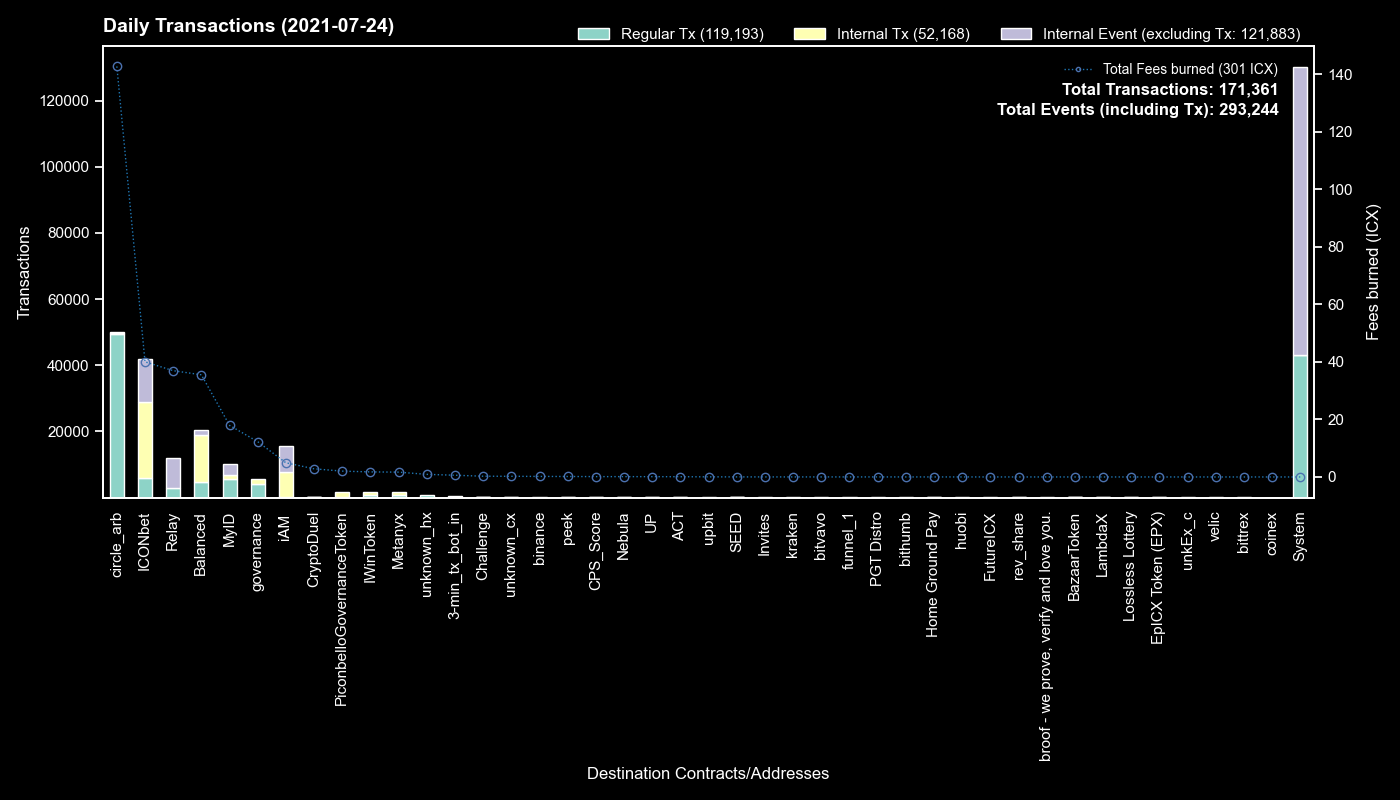 Daily Transactions (2021-07-24)
Regular Tx (119,193)
Internal Tx (52,168)
Internal Event (excluding Tx: 121,883)
Total Fees burned (301 ICX)
Total Transactions: 171,361
Total Events (including Tx): 293,244
Transactions
120000
100000
80000
60000
40000
20000
140
120
100
80
60
40
20
0
Fees burned (ICX)
circle_arb
ICONbet
Relay
Balanced
MyID
governance
iAM
CryptoDuel
PiconbelloGovernanceToken
IWinToken
Metanyx
unknown_hx
3-min_tx_bot_in
Challenge
unknown_cx
binance
peek
CPS_Score
Nebula
UP
ACT
upbit
SEED
Invites
kraken
bitvavo
funnel_1
PGT Distro
bithumb
Home Ground Pay
huobi
FutureICX
rev_share
broof - we prove, verify and love you.
BazaarToken
LambdaX
Lossless Lottery
EpICX Token (EPX)
unkEx_c
velic
bittrex
coinex
System
Destination Contracts/Addresses